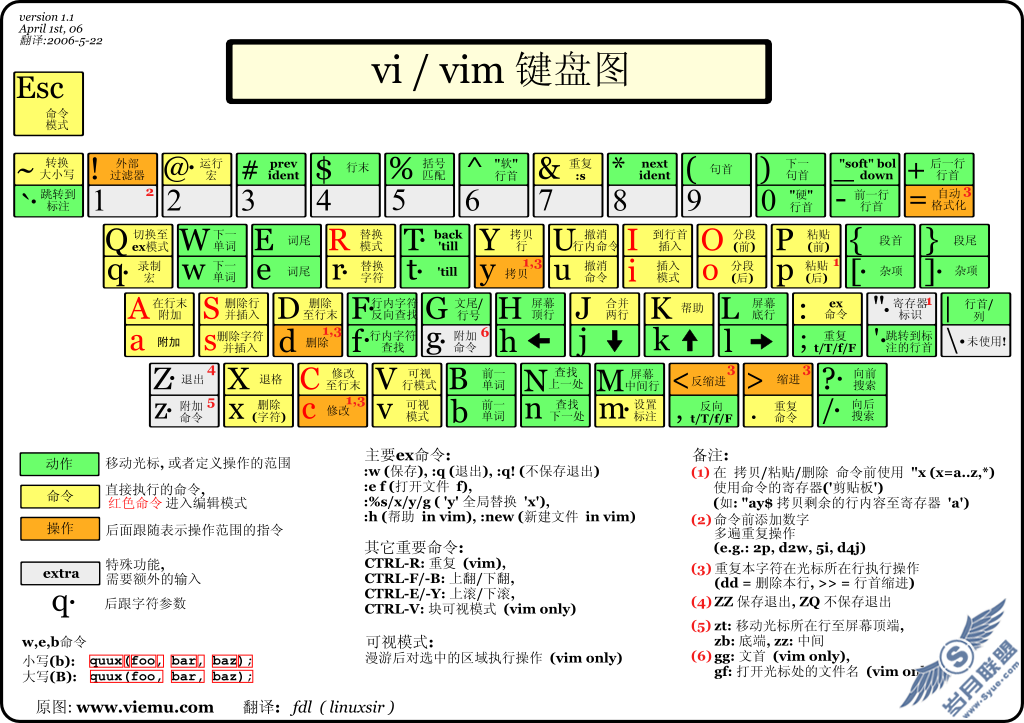 version 1.1
April 1st, 06
翻译:2006-5-22
vi / vim 键盘图
Esc 命令模式
~ 转换大小写 ! 外部过滤器 @· 运行宏 # prev ident $ 行末 % 括号匹配 ^ "软"行首 & 重复 :s * next ident ( 句首 ) 下一句首 _ "soft" bol down + 后一行行首
`· 跳转到标注 1 2 2 3 4 5 6 7 8 9 0 "硬"行首 - 前一行行首 = 自动格式化 3
Q 切换至ex模式 W 下一单词 E 词尾 R 替换模式 T· back 'till Y 拷贝行 U 撤消行内命令 I 到行首插入 O 分段(前) P 粘贴(前) { 段首 } 段尾
q· 录制宏 w 下一单词 e 词尾 r· 替换字符 t· 'till y 拷贝 1,3 u 撤消命令 i 插入模式 o 分段(后) p 粘贴(后) 1 [· 杂项 ]· 杂项
A 在行末附加 S 删除行并插入 D 删除至行末 F· 行内字符反向查找 G 文尾/行号 H 屏幕顶行 J 合并两行 K 帮助 L 屏幕底行 : ex命令 "· 寄存器标识 1 | 行首/列
a 附加 s 删除字符并插入 d 删除 1,3 f· 行内字符查找 g· 附加命令 6 h ← j ↓ k ↑ l → ; 重复 t/T/f/F '· 跳转到标注的行首 \· 未使用!
Z· 退出 4 X 退格 C 修改至行末 V 可视行模式 B 前一单词 N 查找上一处 M 屏幕中间行 < 反缩进 3 > 缩进 3 ?· 向前搜索
z· 附加命令 5 x 删除(字符) c 修改 1,3 v 可视模式 b 前一单词 n 查找下一处 m· 设置标注 , 反向 t/T/f/F . 重复命令 /· 向后搜索
动作 移动光标, 或者定义操作的范围
命令 直接执行的命令,
红色命令 进入编辑模式
操作 后面跟随表示操作范围的指令
extra 特殊功能,
需要额外的输入
q· 后跟字符参数
w,e,b命令
小写(b): quux(foo, bar, baz);
大写(B): quux(foo, bar, baz);
主要ex命令:
:w (保存), :q (退出), :q! (不保存退出)
:e f (打开文件 f),
:%s/x/y/g ( 'y' 全局替换 'x'),
:h (帮助 in vim), :new (新建文件 in vim)
其它重要命令:
CTRL-R: 重复 (vim),
CTRL-F/-B: 上翻/下翻,
CTRL-E/-Y: 上滚/下滚,
CTRL-V: 块可视模式 (vim only)
可视模式:
漫游后对选中的区域执行操作 (vim only)
备注:
(1) 在 拷贝/粘贴/删除 命令前使用 "x (x=a..z,*)
使用命令的寄存器('剪贴板')
(如: "ay$ 拷贝剩余的行内容至寄存器 'a')
(2) 命令前添加数字
多遍重复操作
(e.g.: 2p, d2w, 5i, d4j)
(3) 重复本字符在光标所在行执行操作
(dd = 删除本行, >> = 行首缩进)
(4) ZZ 保存退出, ZQ 不保存退出
(5) zt: 移动光标所在行至屏幕顶端,
zb: 底端, zz: 中间
(6) gg: 文首 (vim only),
gf: 打开光标处的文件名 (vim on
原图: www.viemu.com 翻译: fdl ( linuxsir )
岁月联盟
www.Syue.com